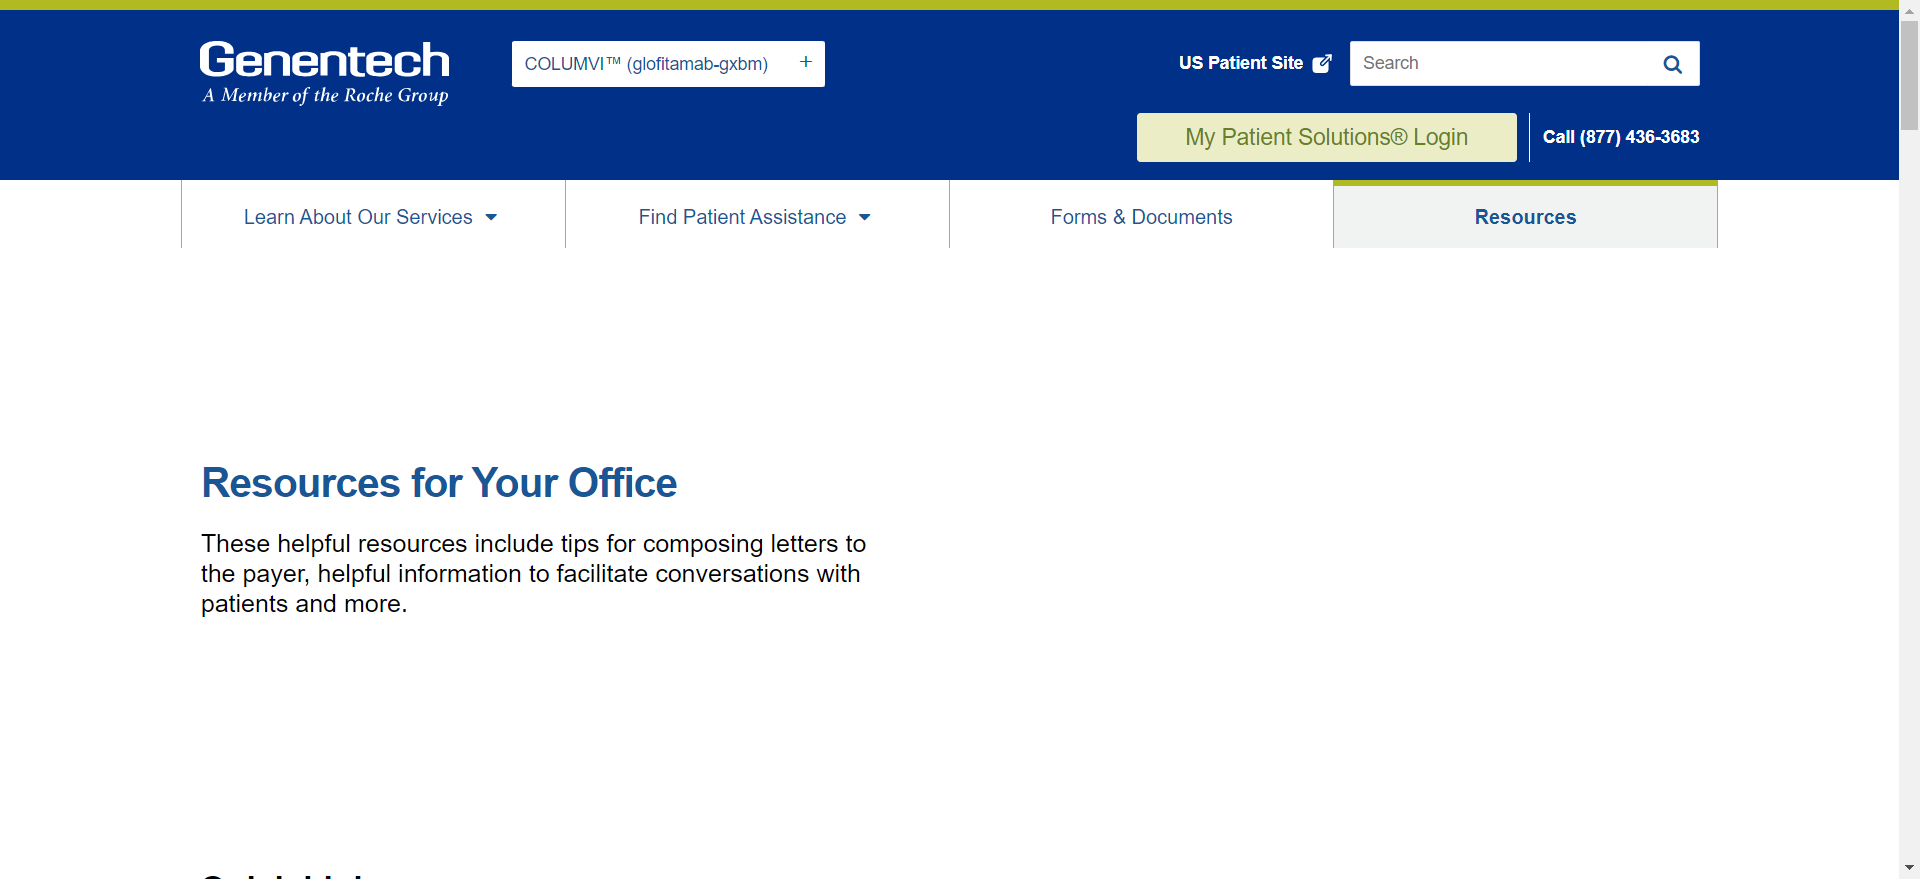 Genentech
A Member of the Roche Group
COLUMVI™ (glofitamab-gxbm) +
US Patient Site
Search
My Patient Solutions® Login
Call (877) 436-3683
Learn About Our Services
Find Patient Assistance
Forms & Documents
Resources
Resources for Your Office
These helpful resources include tips for composing letters to
the payer, helpful information to facilitate conversations with
patients and more.